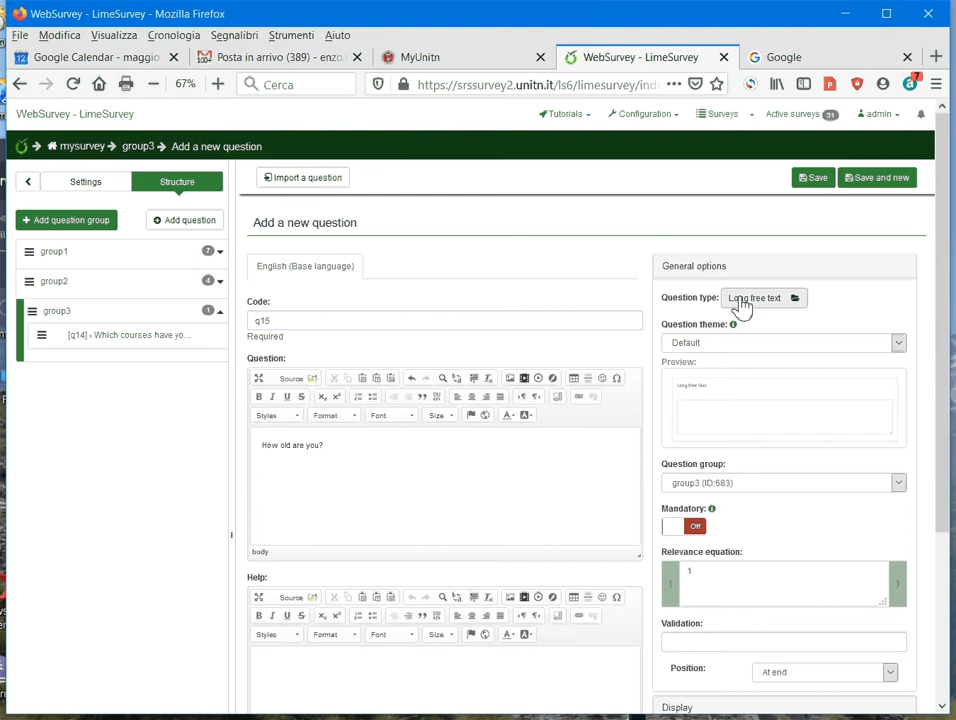 WebSurvey - LimeSurvey - Mozilla Firefox
File Modifica Visualizza Cronologia Segnalibri Strumenti Aiuto
Google Calendar - maggio
Posta in arrivo (389) - enzo.
MyUnitn
WebSurvey - LimeSurvey
Google
67%
Cerca
https://srssurvey2.unitn.it/ls6/limesurvey/inde
7
WebSurvey - LimeSurvey
Tutorials
Configuration
Surveys
Active surveys 31
admin
mysurvey
group3
Add a new question
Settings
Structure
Import a question
Save
Save and new
Add question group
Add question
Add a new question
group1 7
group2 4
group3 1
[q14] › Which courses have yo...
English (Base language)
Code:
q15
Required
Question:
Source
B I U S
Styles Format Font Size
How old are you?
body
Help:
Source
B I U S
Styles Format Font Size
General options
Question type: Long free text
Question theme:
Default
Preview:
Long Free Text
Question group:
group3 (ID:683)
Mandatory:
Off
Relevance equation:
{ 1 }
Validation:
Position: At end
Display